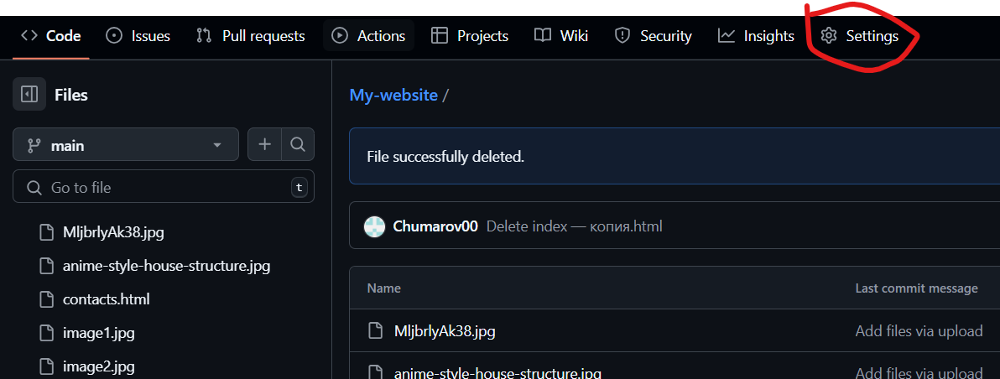 Code Issues Pull requests Actions Projects Wiki Security Insights Settings
Files
My-website /
main
File successfully deleted.
Go to file t
Chumarov00 Delete index — копия.html
MljbrlyAk38.jpg
anime-style-house-structure.jpg
contacts.html
image1.jpg
image2.jpg
Name Last commit message
MljbrlyAk38.jpg Add files via upload
anime-style-house-structure.jpg Add files via upload